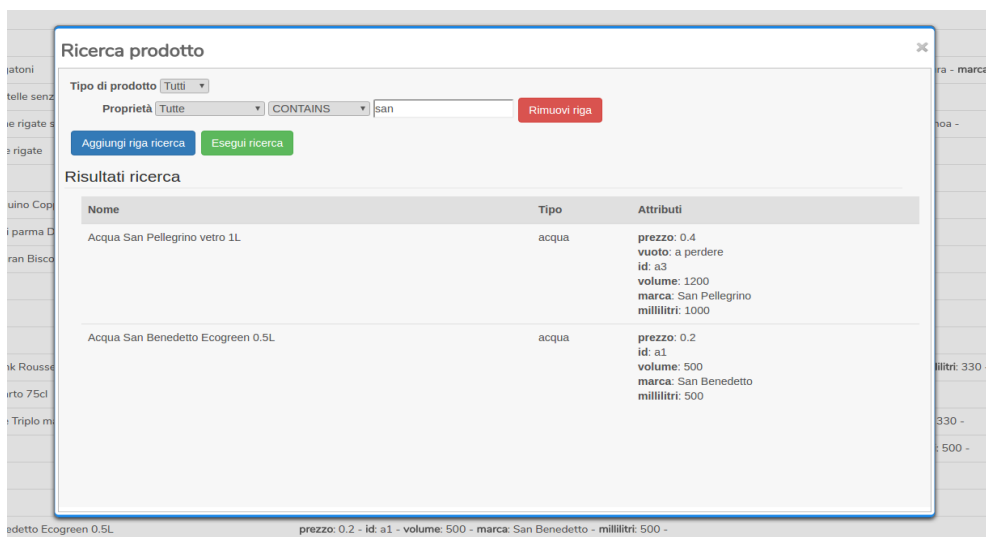 Ricerca prodotto
×
Tipo di prodotto Tutti
Proprietà Tutte CONTAINS san Rimuovi riga
Aggiungi riga ricerca Esegui ricerca
Risultati ricerca
Nome Tipo Attributi
Acqua San Pellegrino vetro 1L acqua prezzo: 0.4
vuoto: a perdere
id: a3
volume: 1200
marca: San Pellegrino
millilitri: 1000
Acqua San Benedetto Ecogreen 0.5L acqua prezzo: 0.2
id: a1
volume: 500
marca: San Benedetto
millilitri: 500
gatoni
ra - marca
telle senz
ne rigate s
noa -
e rigate
uino Cop
i parma D
ran Bisco
nk Rousse
ilitri: 330 -
rto 75cl
e Triplo ma
330 -
: 500 -
edetto Ecogreen 0.5L prezzo: 0.2 - id: a1 - volume: 500 - marca: San Benedetto - millilitri: 500 -